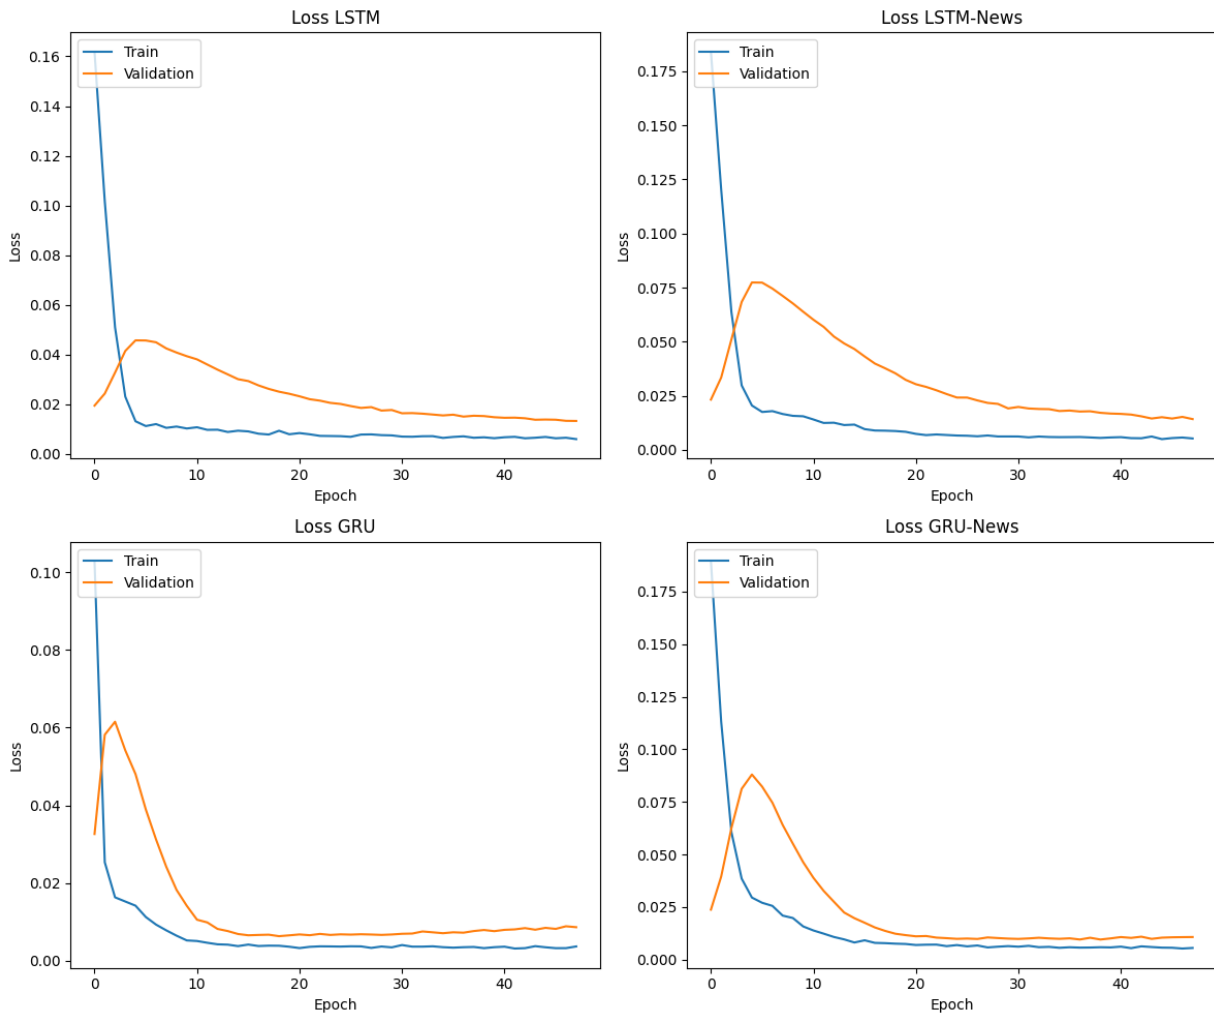 Loss LSTM
Train
Validation
0.16
0.14
0.12
0.10
0.08
0.06
0.04
0.02
0.00
Loss
0 10 20 30 40
Epoch
Loss LSTM-News
Train
Validation
0.175
0.150
0.125
0.100
0.075
0.050
0.025
0.000
Loss
0 10 20 30 40
Epoch
Loss GRU
Train
Validation
0.10
0.08
0.06
0.04
0.02
0.00
Loss
0 10 20 30 40
Epoch
Loss GRU-News
Train
Validation
0.175
0.150
0.125
0.100
0.075
0.050
0.025
0.000
Loss
0 10 20 30 40
Epoch